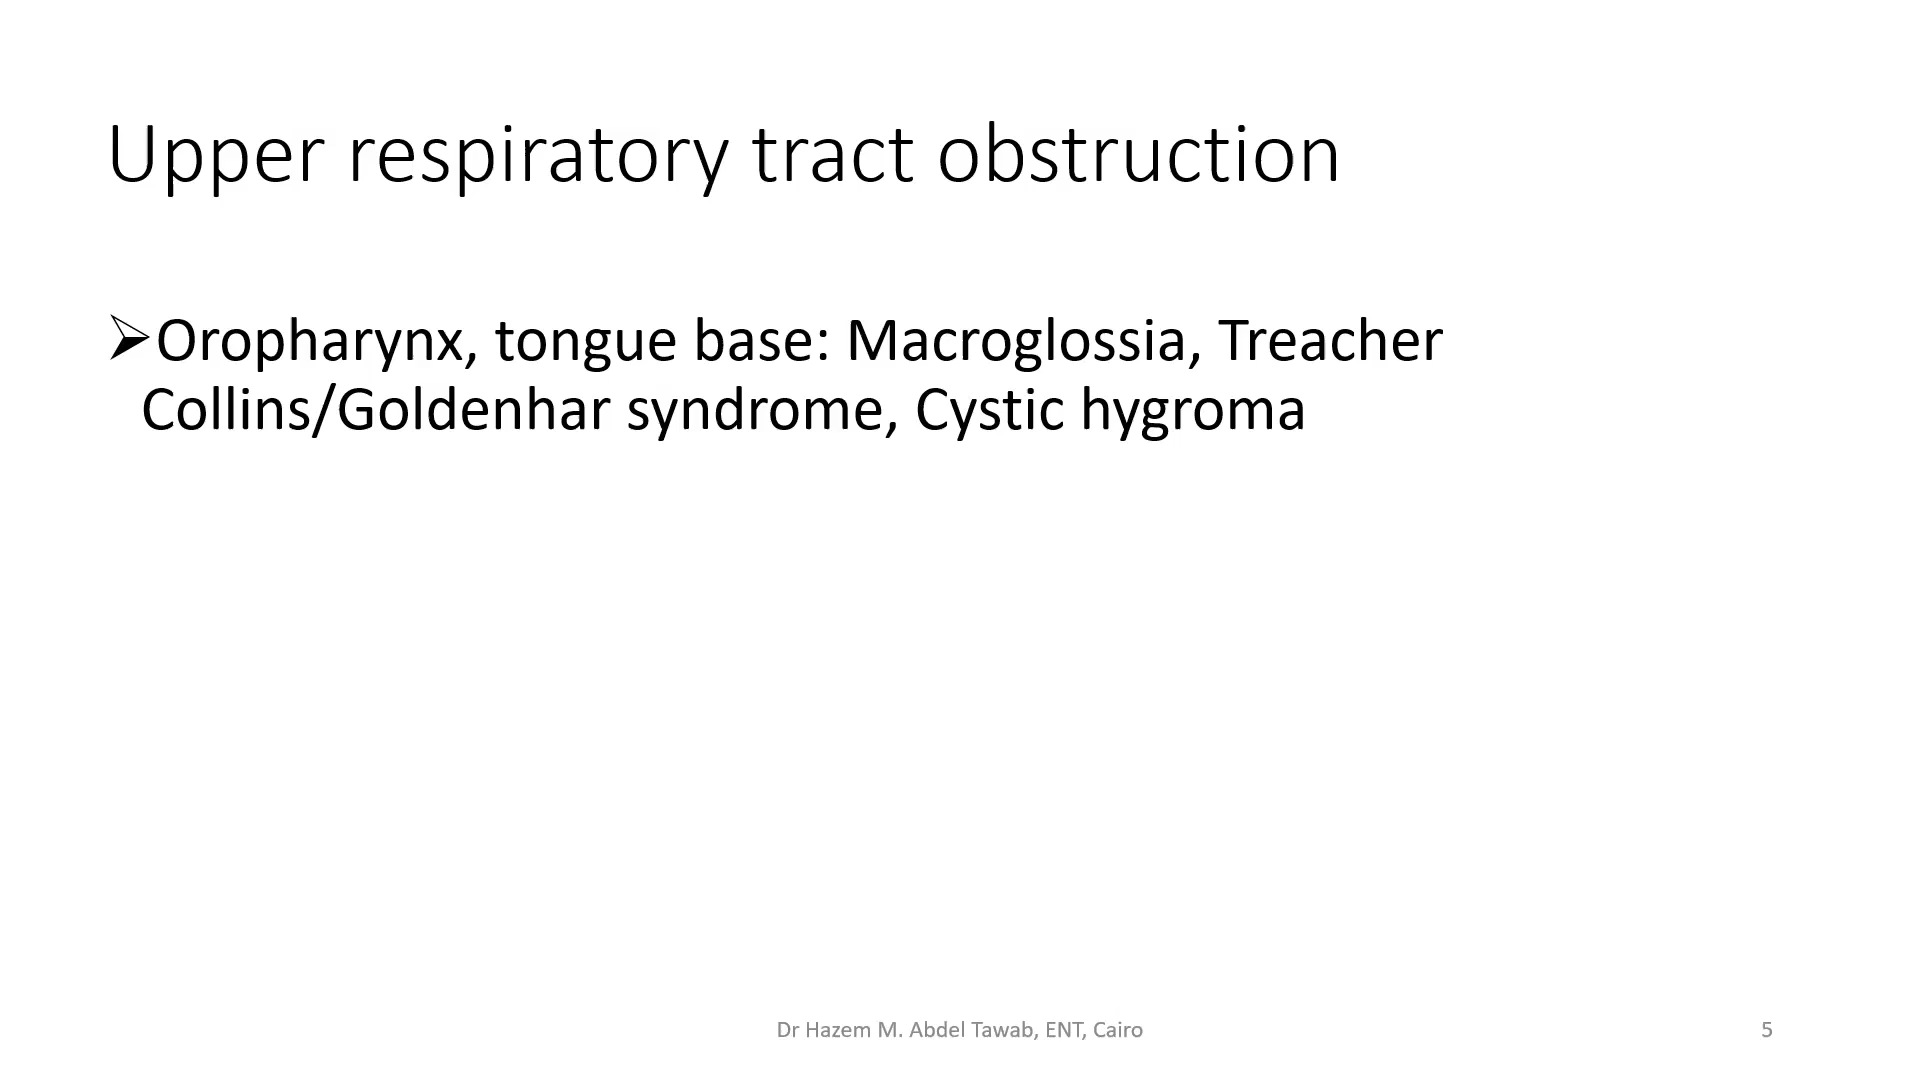 Upper respiratory tract obstruction
➢Oropharynx, tongue base: Macroglossia, Treacher
Collins/Goldenhar syndrome, Cystic hygroma
Dr Hazem M. Abdel Tawab, ENT, Cairo
5